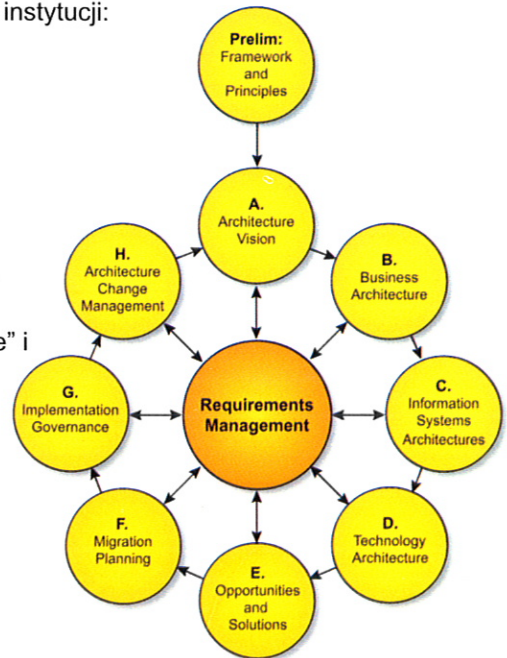 instytucji:
Prelim:
Framework
and
Principles
A.
Architecture
Vision
H.
Architecture
Change
Management
B.
Business
Architecture
e” i
G.
Implementation
Governance
Requirements
Management
C.
Information
Systems
Architectures
F.
Migration
Planning
D.
Technology
Architecture
E.
Opportunities
and
Solutions